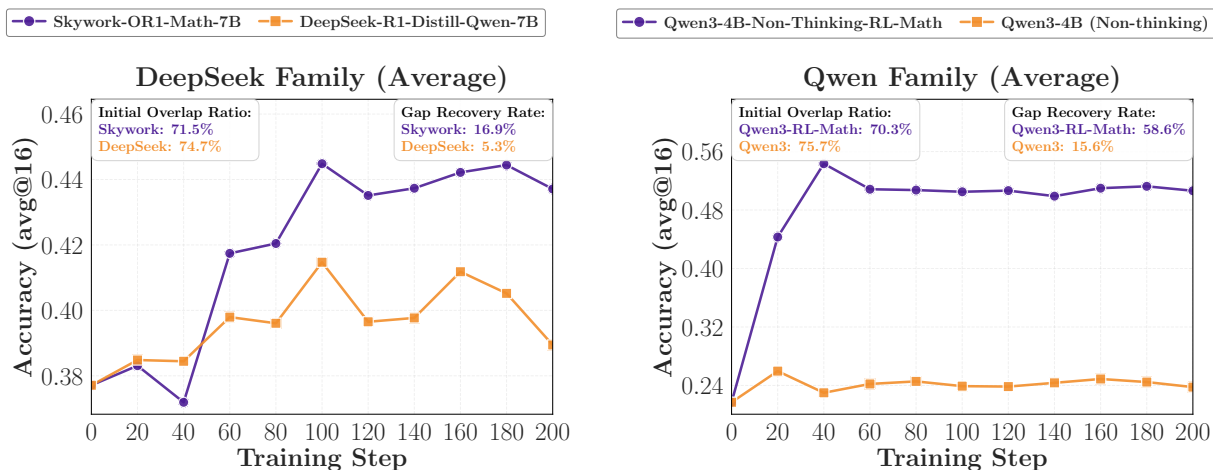 Skywork-OR1-Math-7B DeepSeek-R1-Distill-Qwen-7B
DeepSeek Family (Average)
Initial Overlap Ratio:
Skywork: 71.5%
DeepSeek: 74.7%
Gap Recovery Rate:
Skywork: 16.9%
DeepSeek: 5.3%
Accuracy (avg@16)
0.46
0.44
0.42
0.40
0.38
0 20 40 60 80 100 120 140 160 180 200
Training Step
Qwen3-4B-Non-Thinking-RL-Math Qwen3-4B (Non-thinking)
Qwen Family (Average)
Initial Overlap Ratio:
Qwen3-RL-Math: 70.3%
Qwen3: 75.7%
Gap Recovery Rate:
Qwen3-RL-Math: 58.6%
Qwen3: 15.6%
Accuracy (avg@16)
0.56
0.48
0.40
0.32
0.24
0 20 40 60 80 100 120 140 160 180 200
Training Step